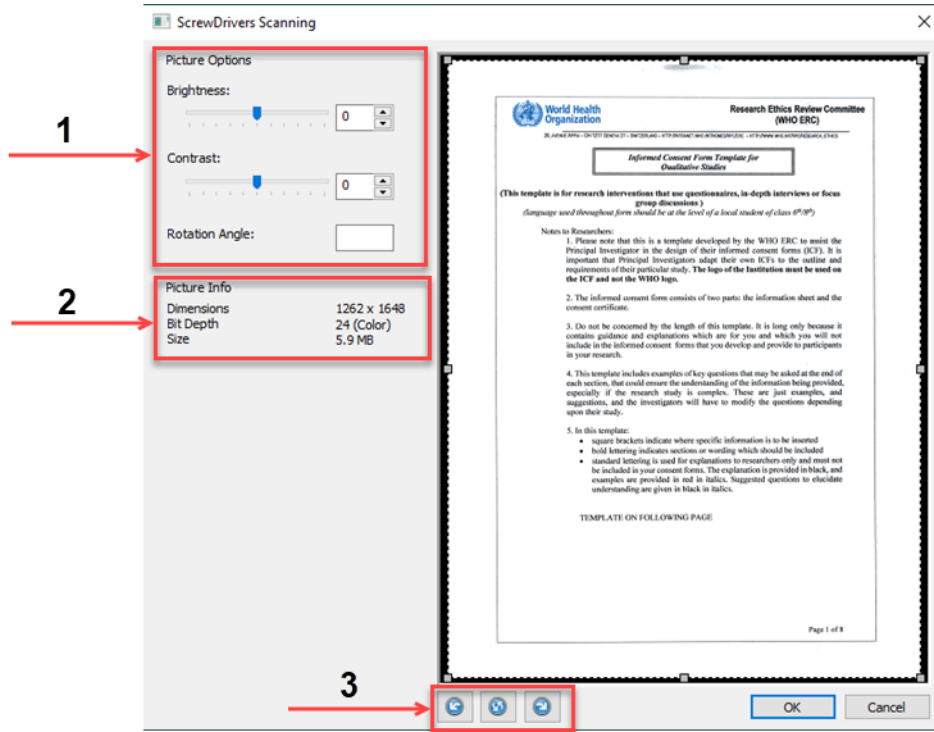 ScrewDrivers Scanning
1
Picture Options
Brightness:
0
Contrast:
0
Rotation Angle:
2
Picture Info
Dimensions 1262 x 1648
Bit Depth 24 (Color)
Size 5.9 MB
World Health
Organization
Research Ethics Review Committee
(WHO ERC)
Informed Consent Form Template for
Qualitative Studies
(This template is for research interventions that use questionnaires, in-depth interviews or focus
group discussions )
(language used throughout form should be at the level of a local student of class 6th/8th)
Notes to Researchers:
1. Please note that this is a template developed by the WHO ERC to assist the
Principal Investigator in the design of their informed consent forms (ICF). It is
important that Principal Investigators adapt their own ICFs to the outline and
requirements of their particular study. The logo of the Institution must be used on
the ICF and not the WHO logo.
2. The informed consent form consists of two parts: the information sheet and the
consent certificate.
3. Do not be concerned by the length of this template. It is long only because it
contains guidance and explanations which are for you and which you will not
include in the informed consent forms that you develop and provide to participants
in your research.
4. This template includes examples of key questions that may be asked at the end of
each section, that could ensure the understanding of the information being provided,
especially if the research study is complex. These are just examples, and
suggestions, and the investigators will have to modify the questions depending
upon their study.
5. In this template:
• square brackets indicate where specific information is to be inserted
• bold lettering indicates sections or wording which should be included
• standard lettering is used for explanations to researchers only and must not
be included in your consent forms. The explanation is provided in black, and
examples are provided in red in italics. Suggested questions to elucidate
understanding are given in black in italics.
TEMPLATE ON FOLLOWING PAGE
Page 1 of 8
3
OK
Cancel